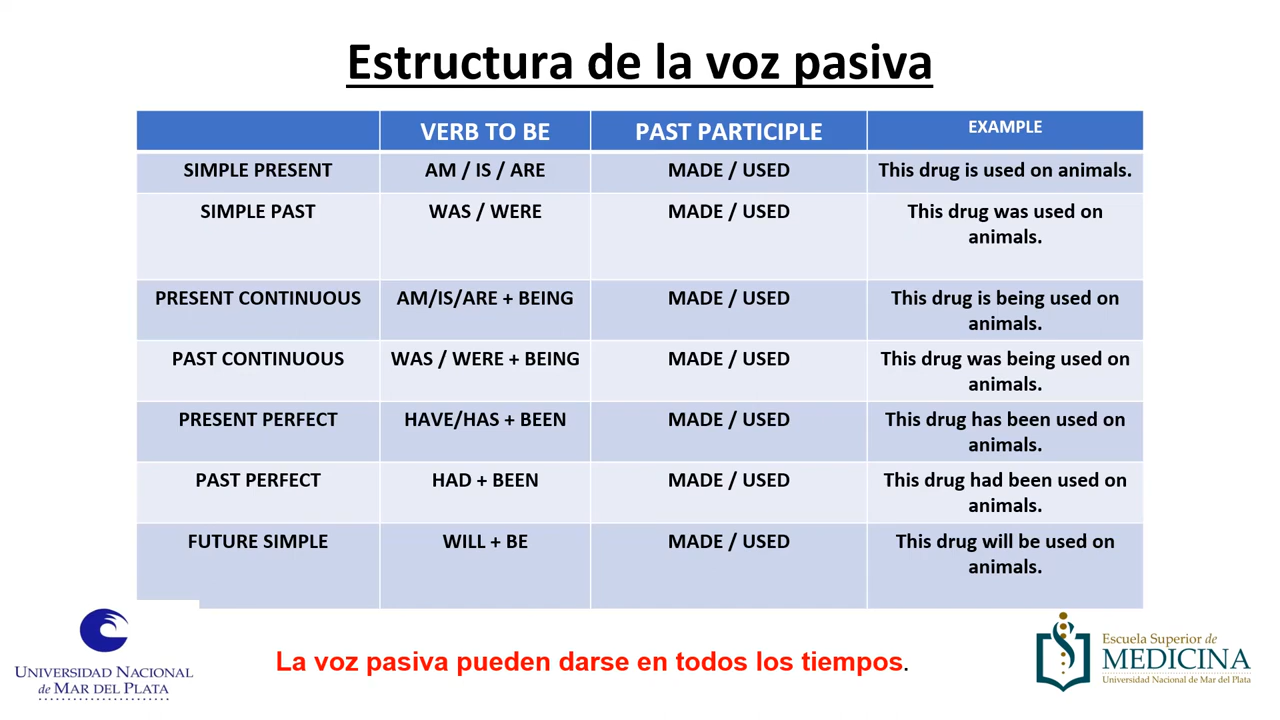 Estructura de la voz pasiva
VERB TO BE PAST PARTICIPLE EXAMPLE
SIMPLE PRESENT AM / IS / ARE MADE / USED This drug is used on animals.
SIMPLE PAST WAS / WERE MADE / USED This drug was used on
animals.
PRESENT CONTINUOUS AM/IS/ARE + BEING MADE / USED This drug is being used on
animals.
PAST CONTINUOUS WAS / WERE + BEING MADE / USED This drug was being used on
animals.
PRESENT PERFECT HAVE/HAS + BEEN MADE / USED This drug has been used on
animals.
PAST PERFECT HAD + BEEN MADE / USED This drug had been used on
animals.
FUTURE SIMPLE WILL + BE MADE / USED This drug will be used on
animals.
La voz pasiva pueden darse en todos los tiempos.
UNIVERSIDAD NACIONAL
de MAR DEL PLATA
Escuela Superior de
MEDICINA
Universidad Nacional de Mar del Plata